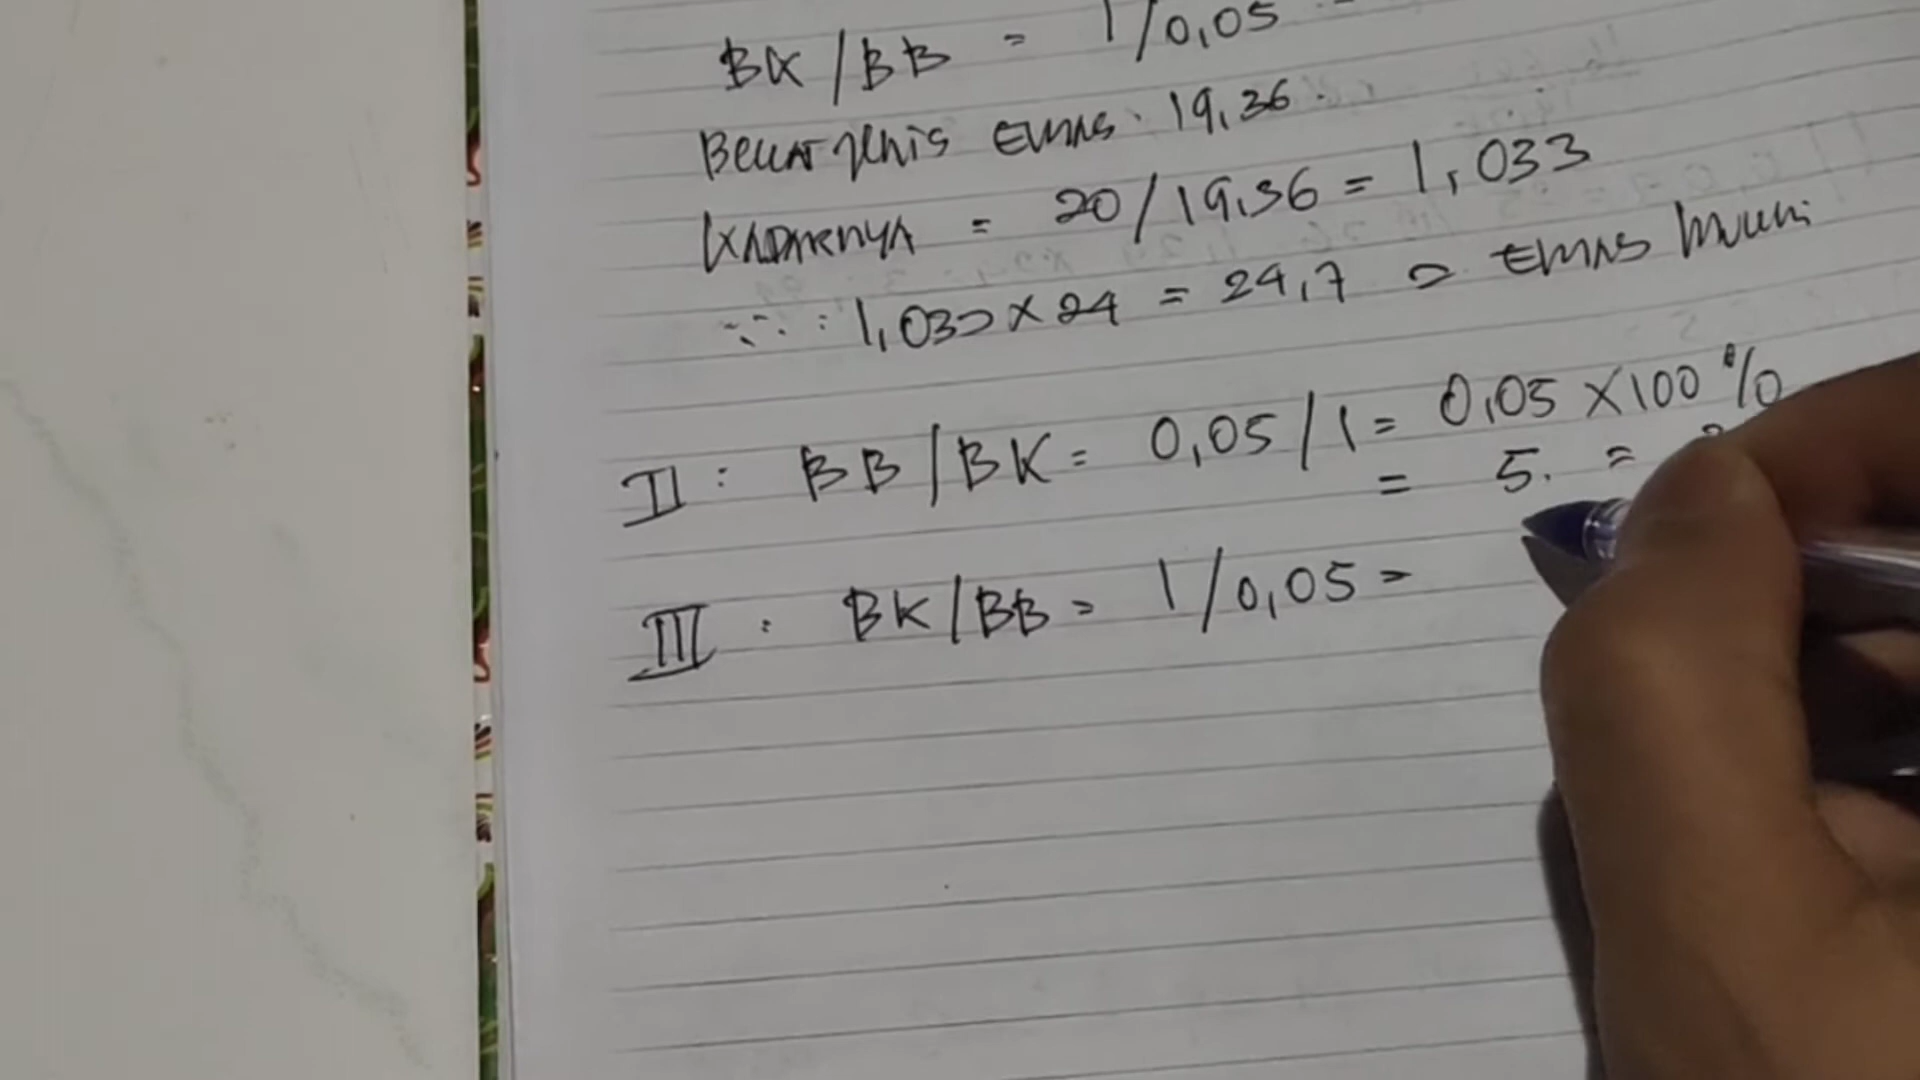 BK/BB = 1/0,05
Berat jenis emas. 19,36.
Kadarnya = 20/19,36 = 1,033
: 1,033 x 24 = 24,7 = emas murni
II : BB/BK = 0,05/1 = 0,05 x 100%
= 5. =
III : BK/BB = 1/0,05 =